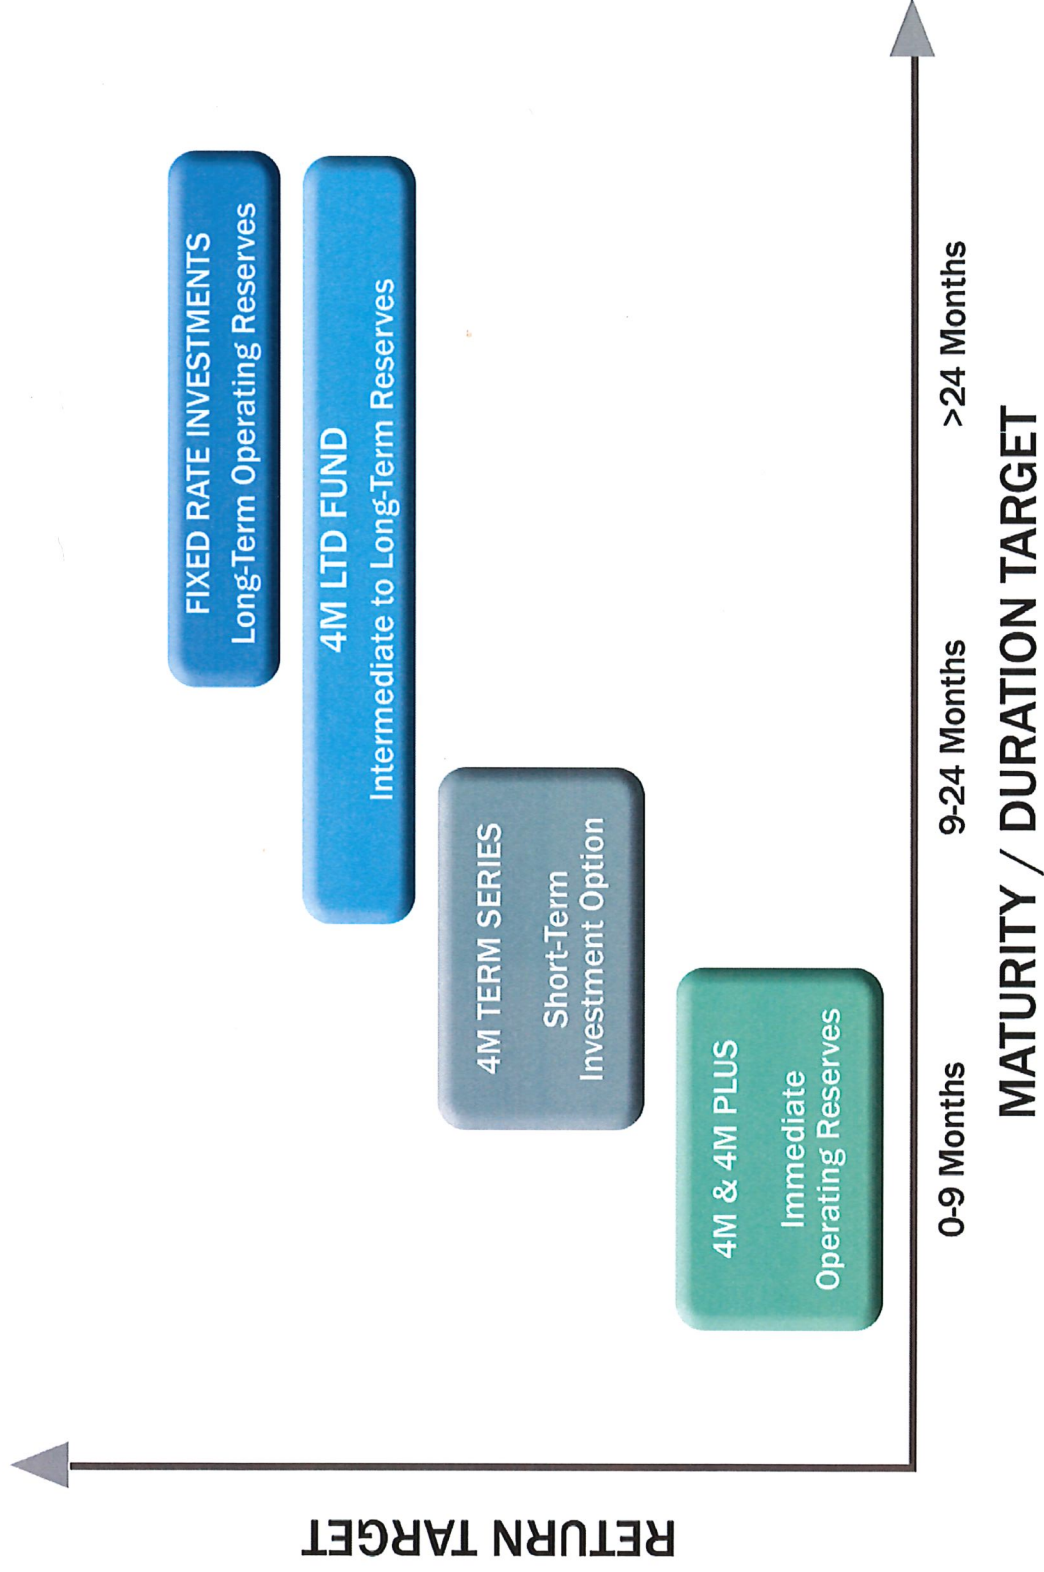 RETURN TARGET
FIXED RATE INVESTMENTS
Long-Term Operating Reserves
4M LTD FUND
Intermediate to Long-Term Reserves
4M TERM SERIES
Short-Term
Investment Option
4M & 4M PLUS
Immediate
Operating Reserves
0-9 Months
9-24 Months
>24 Months
MATURITY / DURATION TARGET